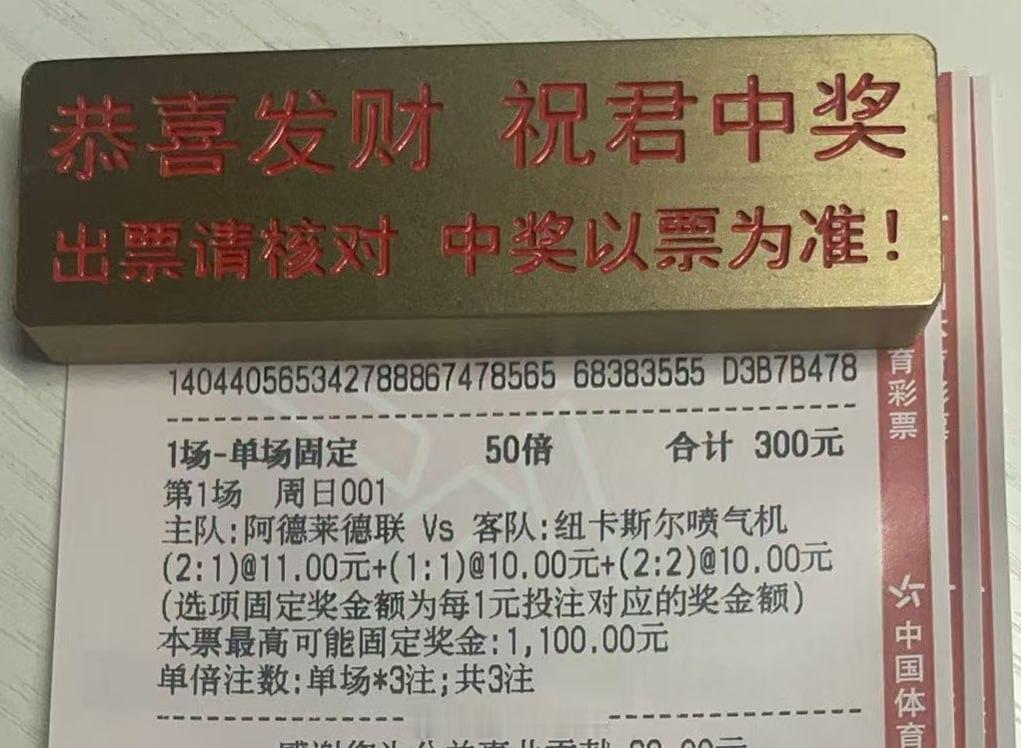 恭喜发财 祝君中奖
出票请核对 中奖以票为准！
140440565342788867478565 68383555 D3B7B478
1场-单场固定 50倍 合计 300元
第1场 周日001
主队:阿德莱德联 Vs 客队:纽卡斯尔喷气机
(2:1)@11.00元+(1:1)@10.00元+(2:2)@10.00元
(选项固定奖金额为每1元投注对应的奖金额)
本票最高可能固定奖金:1,100.00元
单倍注数:单场*3注;共3注
育彩票
中国体育